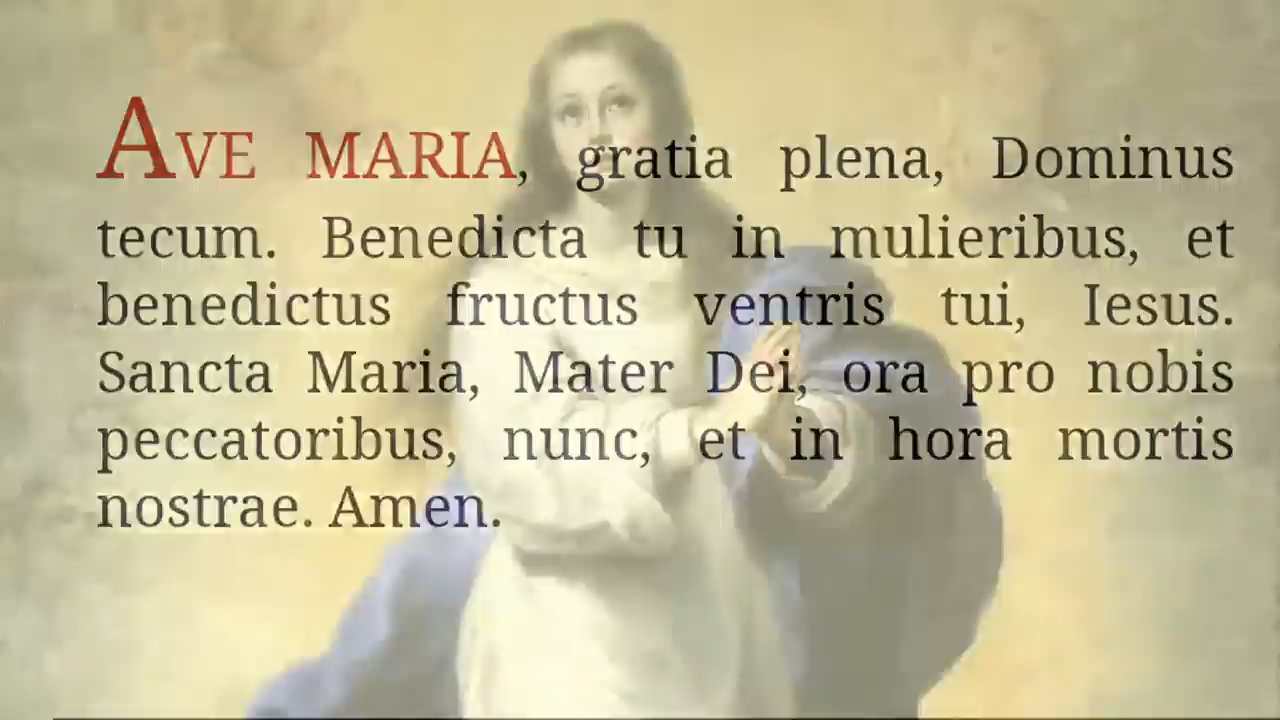 AVE MARIA, gratia plena, Dominus
tecum. Benedicta tu in mulieribus, et
benedictus fructus ventris tui, Iesus.
Sancta Maria, Mater Dei, ora pro nobis
peccatoribus, nunc, et in hora mortis
nostrae. Amen.